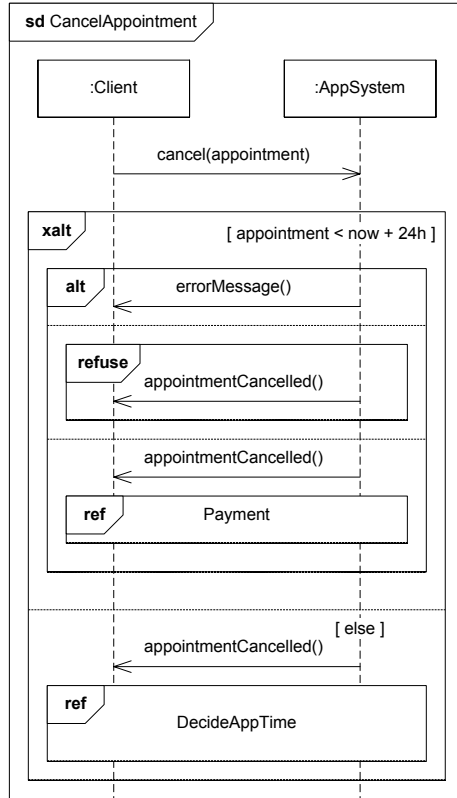 sd CancelAppointment
:Client
:AppSystem
cancel(appointment)
xalt
[ appointment < now + 24h ]
alt
errorMessage()
refuse
appointmentCancelled()
appointmentCancelled()
ref
Payment
[ else ]
appointmentCancelled()
ref
DecideAppTime